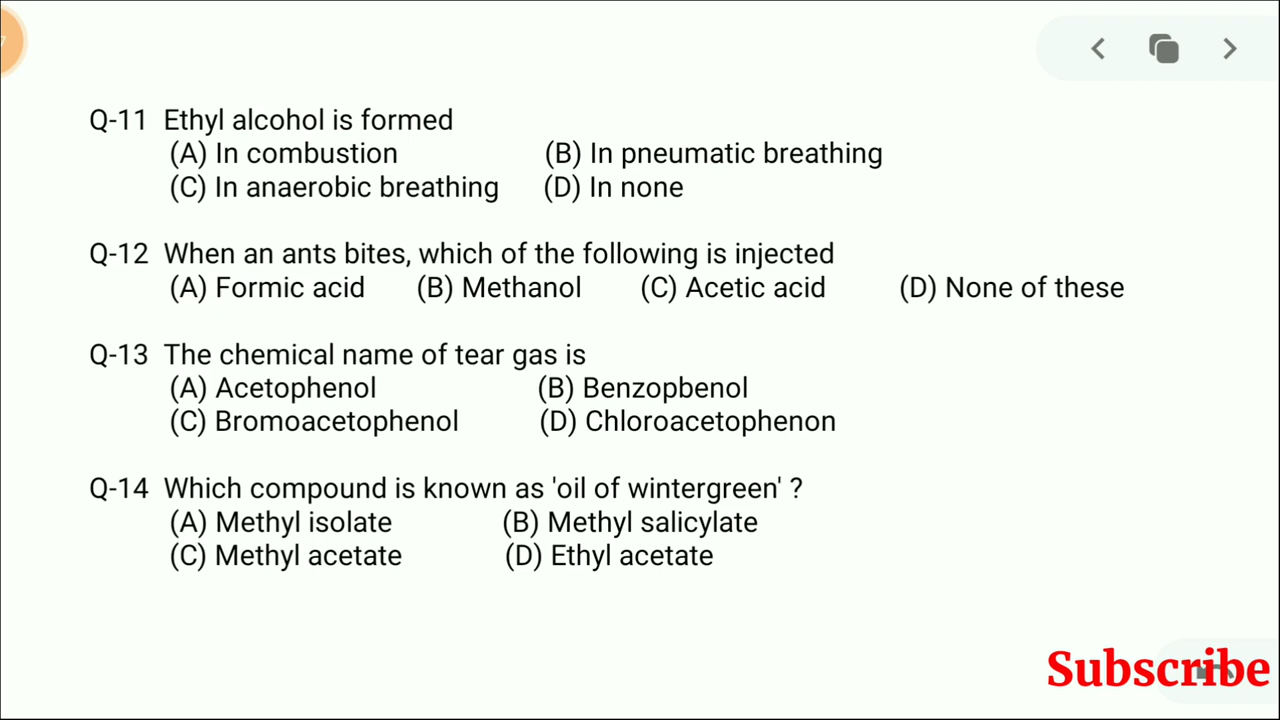 7
Q-11 Ethyl alcohol is formed
(A) In combustion (B) In pneumatic breathing
(C) In anaerobic breathing (D) In none
Q-12 When an ants bites, which of the following is injected
(A) Formic acid (B) Methanol (C) Acetic acid (D) None of these
Q-13 The chemical name of tear gas is
(A) Acetophenol (B) Benzopbenol
(C) Bromoacetophenol (D) Chloroacetophenon
Q-14 Which compound is known as 'oil of wintergreen' ?
(A) Methyl isolate (B) Methyl salicylate
(C) Methyl acetate (D) Ethyl acetate
Subscribe